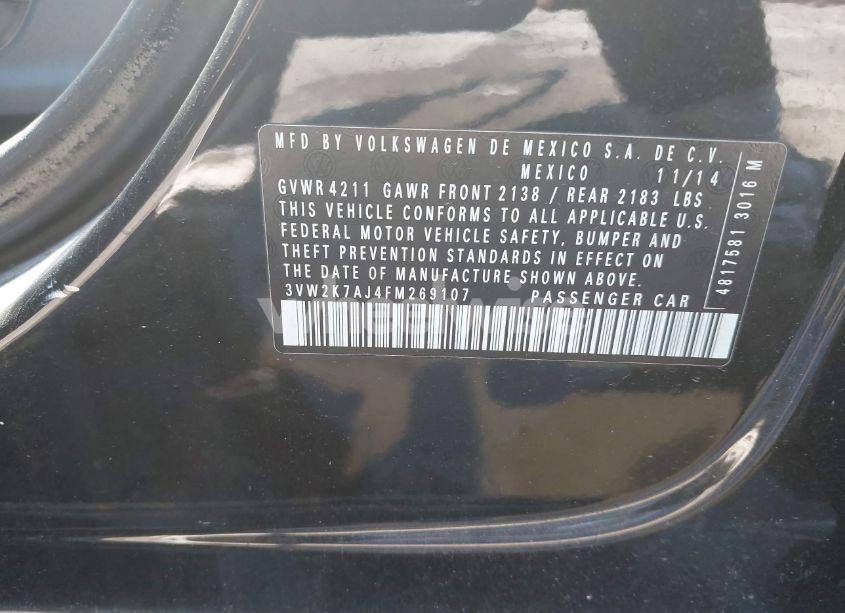 MFD BY VOLKSWAGEN DE MEXICO S.A. DE C.V.
MEXICO 11/14
GVWR 4211 GAWR FRONT 2138 / REAR 2183 LBS
THIS VEHICLE CONFORMS TO ALL APPLICABLE U.S.
FEDERAL MOTOR VEHICLE SAFETY, BUMPER AND
THEFT PREVENTION STANDARDS IN EFFECT ON
THE DATE OF MANUFACTURE SHOWN ABOVE.
3VW2K7AJ4FM269107 PASSENGER CAR
4817581 3016 M
WheelWise